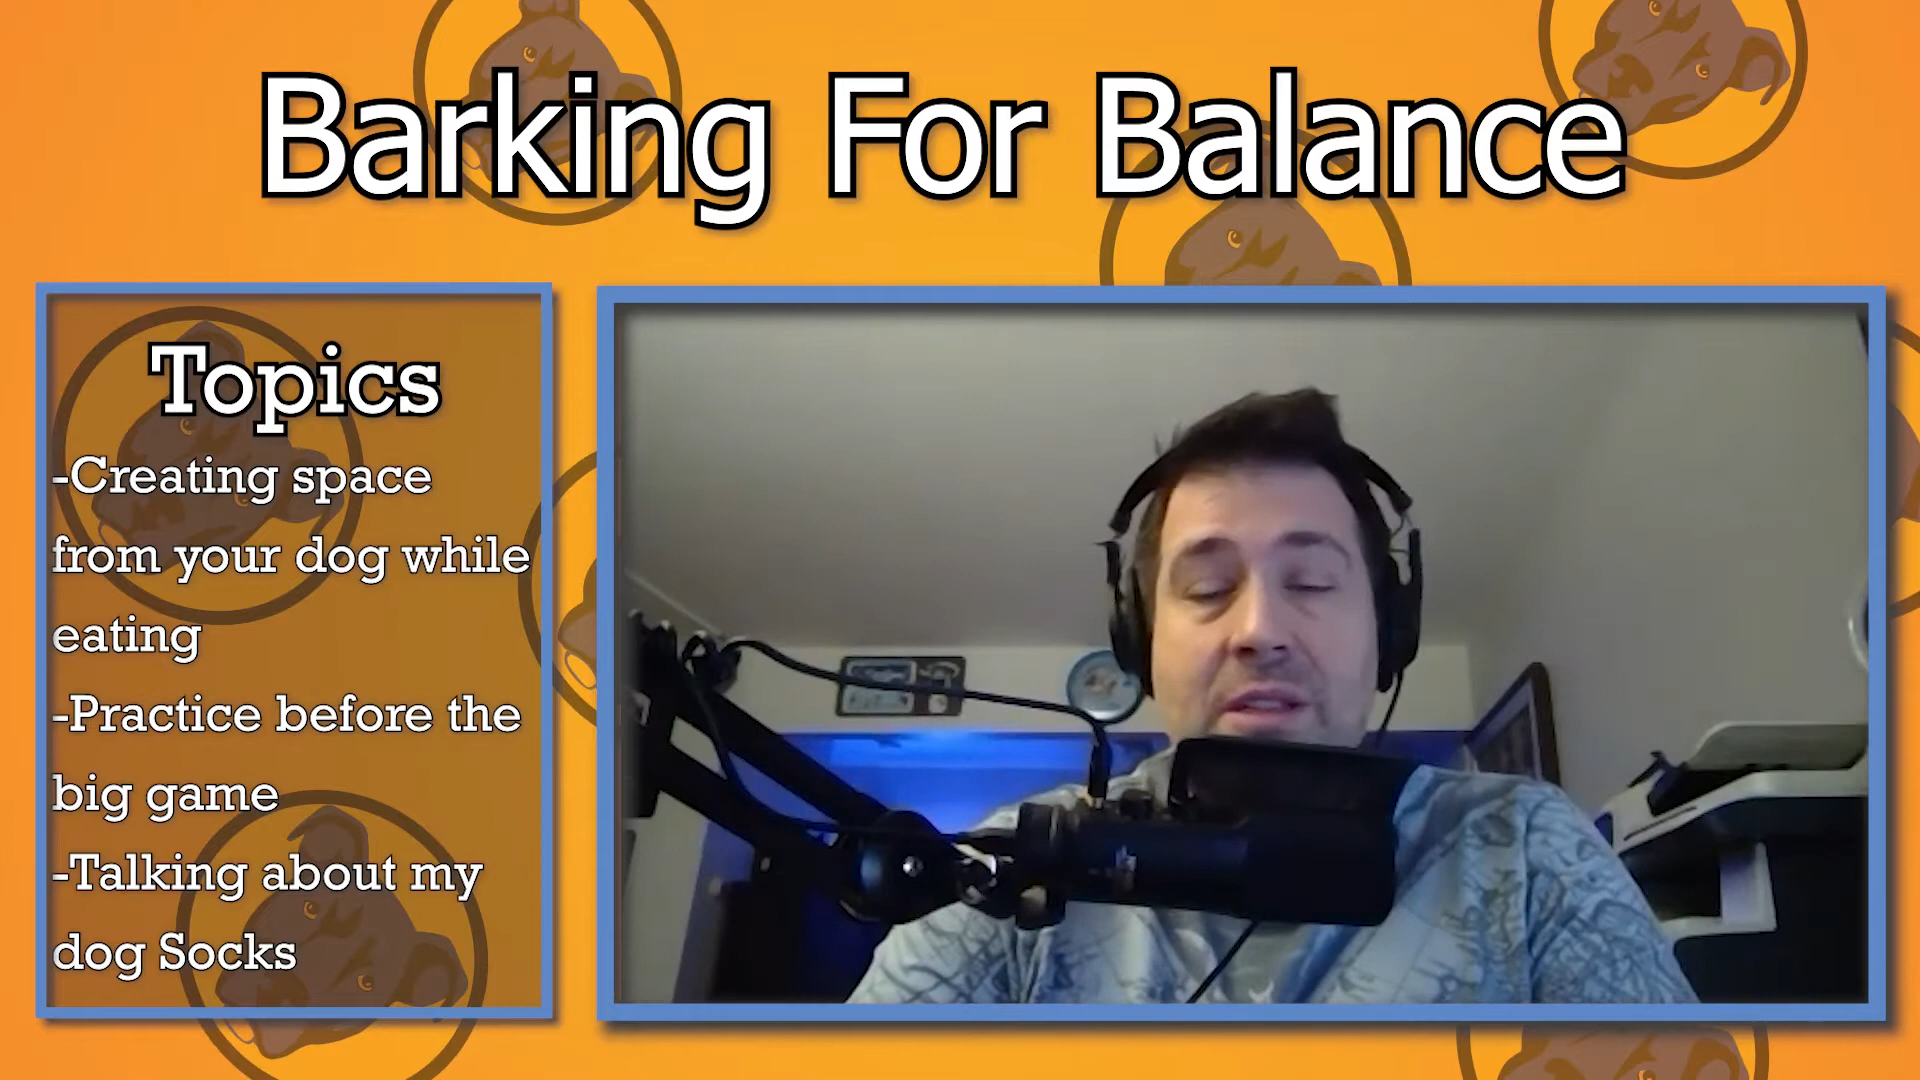 Barking For Balance
Topics
-Creating space
from your dog while
eating
-Practice before the
big game
-Talking about my
dog Socks